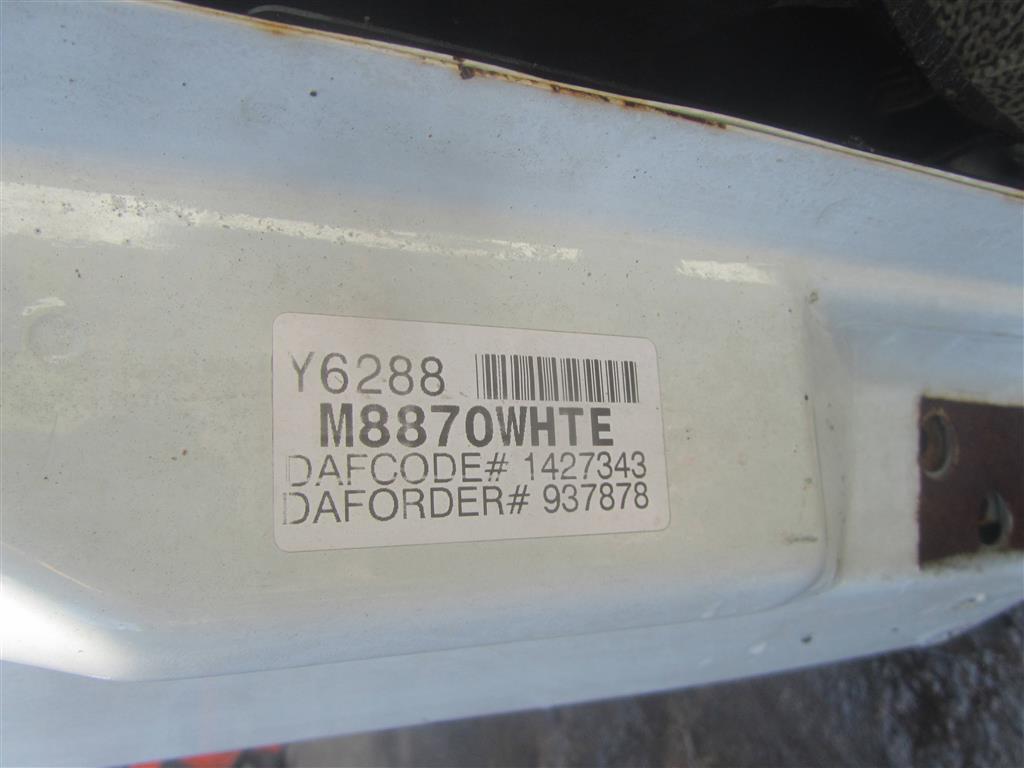 Y6288
M8870WHTE
DAFCODE# 1427343
DAFORDER# 937878